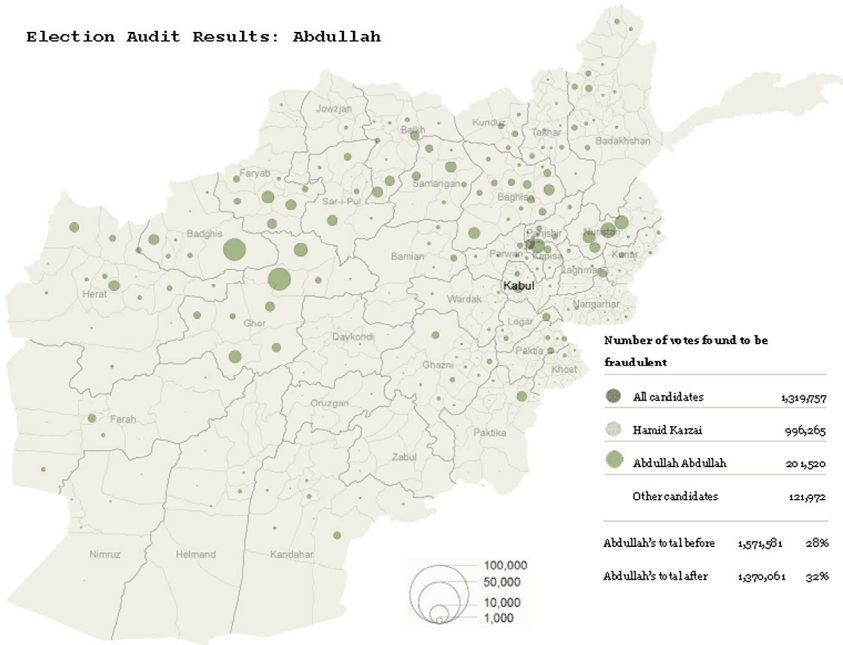 Election Audit Results: Abdullah
Jowzjan
Balkh
Kunduz
Takhar
Badakhshan
Faryab
Sar-i-Pul
Samangan
Baghlan
Badghis
Panjshir
Nuristan
Bamian
Parwan
Kapisa
Kunar
Laghman
Herat
Kabul
Wardak
Nangarhar
Ghor
Logar
Daykondi
Paktia
Ghazni
Khost
Oruzgan
Farah
Paktika
Zabul
Nimruz
Helmand
Kandahar
Number of votes found to be
fraudulent
All candidates 1,319,757
Hamid Karzai 996,265
Abdullah Abdullah 201,520
Other candidates 121,972
Abdullah's total before 1,571,581 28%
Abdullah's total after 1,370,061 32%
100,000
50,000
10,000
1,000